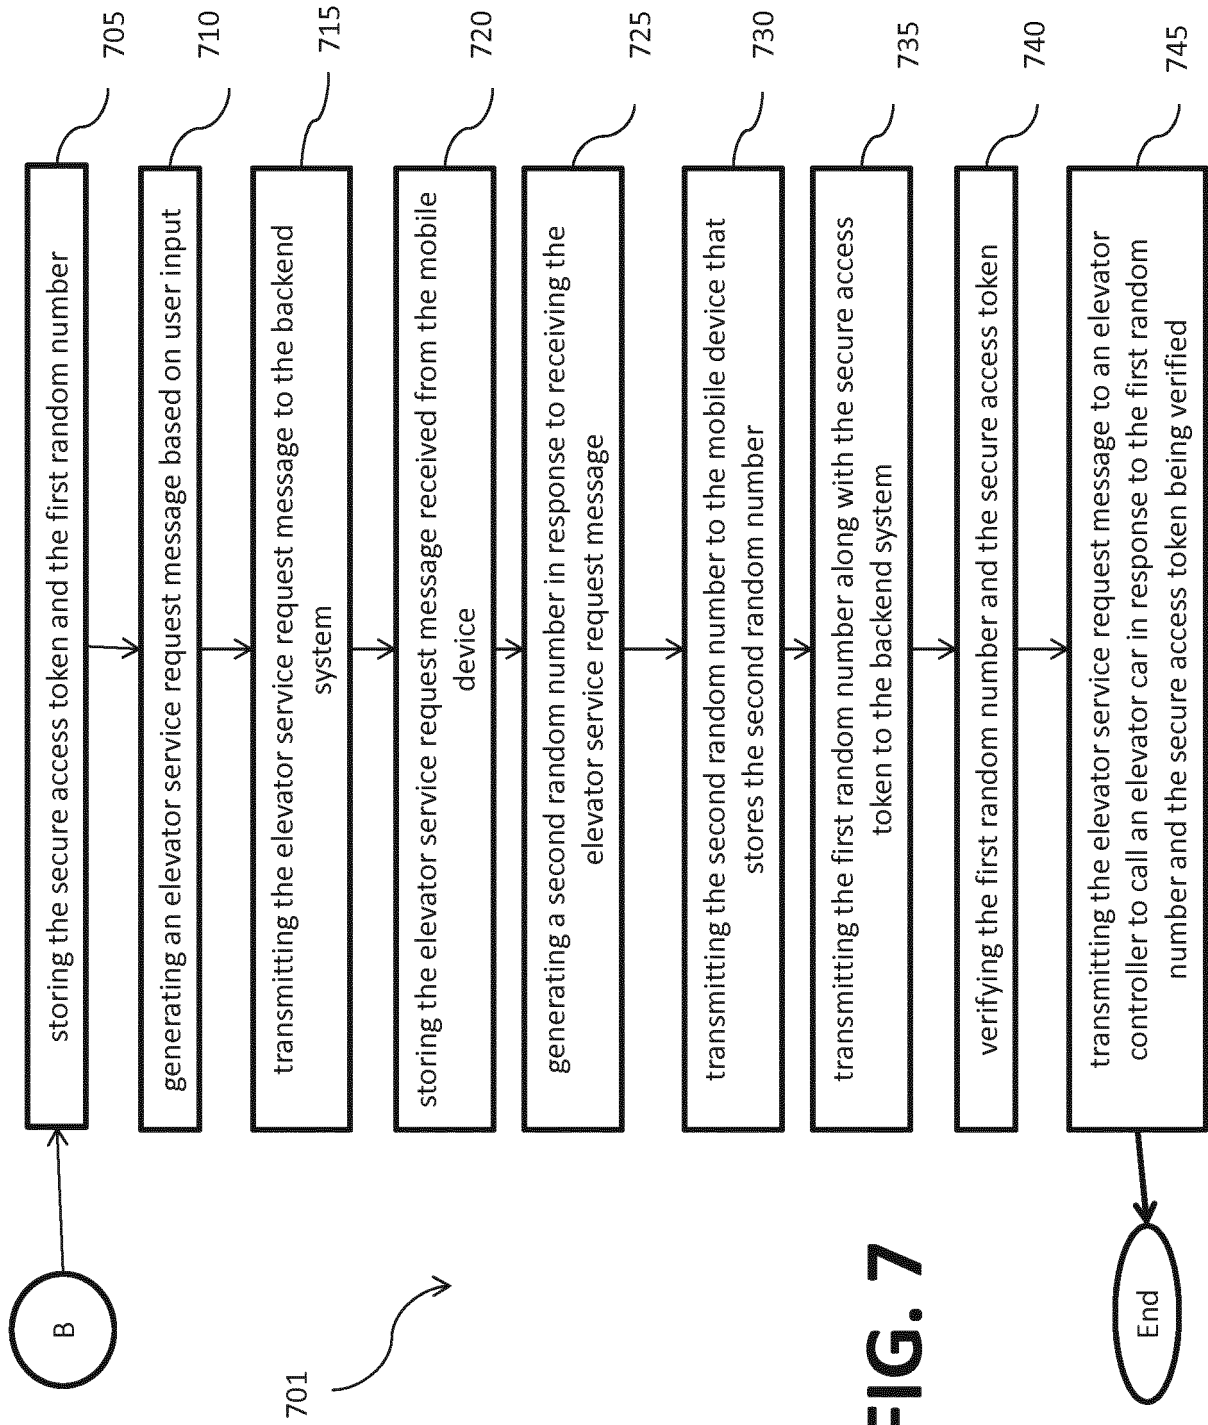 B
701
storing the secure access token and the first random number
705
generating an elevator service request message based on user input
710
transmitting the elevator service request message to the backend
system
715
storing the elevator service request message received from the mobile
device
720
generating a second random number in response to receiving the
elevator service request message
725
transmitting the second random number to the mobile device that
stores the second random number
730
transmitting the first random number along with the secure access
token to the backend system
735
verifying the first random number and the secure access token
740
transmitting the elevator service request message to an elevator
controller to call an elevator car in response to the first random
number and the secure access token being verified
745
End
FIG. 7